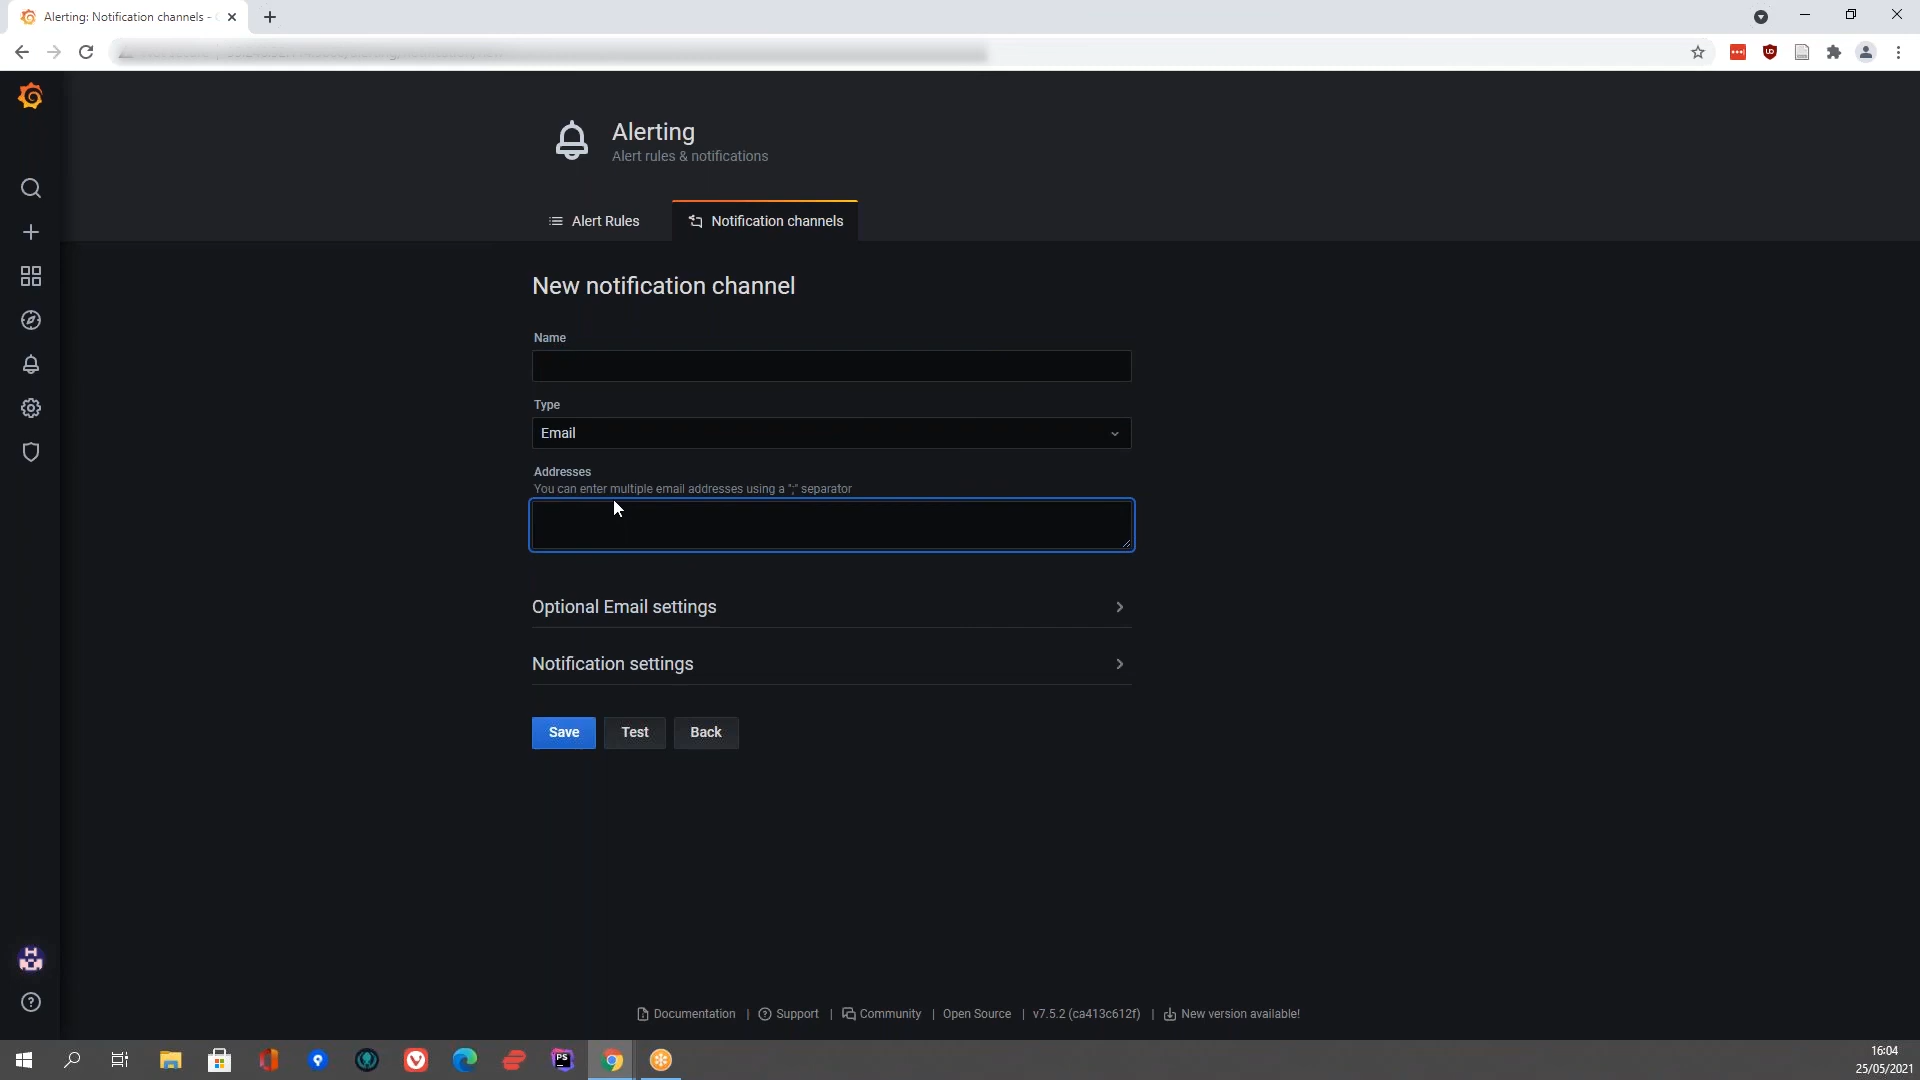 Alerting: Notification channels -
Alerting
Alert rules & notifications
Alert Rules
Notification channels
New notification channel
Name
Type
Email
Addresses
You can enter multiple email addresses using a ";" separator
Optional Email settings
Notification settings
Save
Test
Back
Documentation | Support | Community | Open Source | v7.5.2 (ca413c612f) | New version available!
PS
16:04
25/05/2021